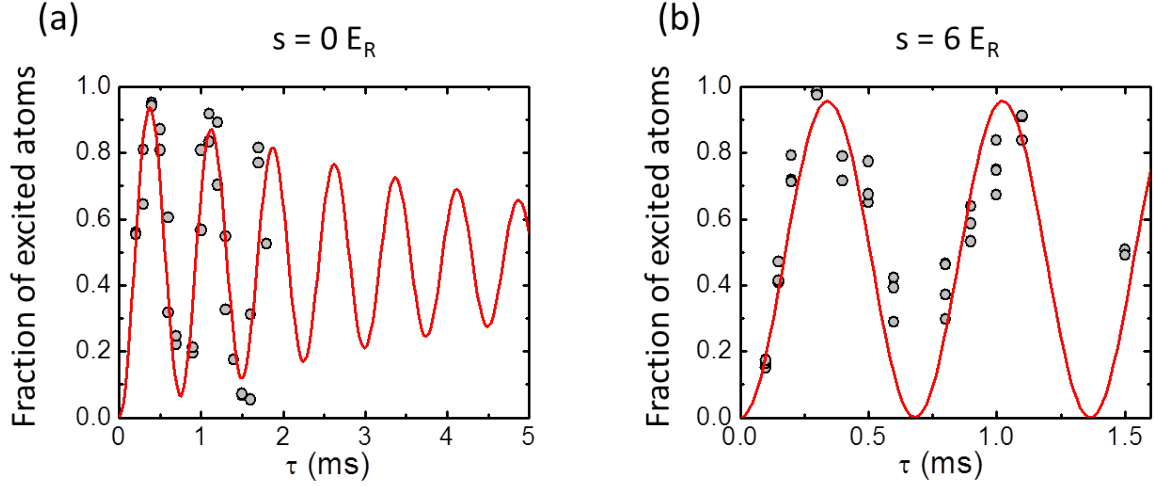 (a)
s = 0 E_R
Fraction of excited atoms
1.0
0.8
0.6
0.4
0.2
0.0
0 1 2 3 4 5
τ (ms)
(b)
s = 6 E_R
Fraction of excited atoms
1.0
0.8
0.6
0.4
0.2
0.0
0.0 0.5 1.0 1.5
τ (ms)